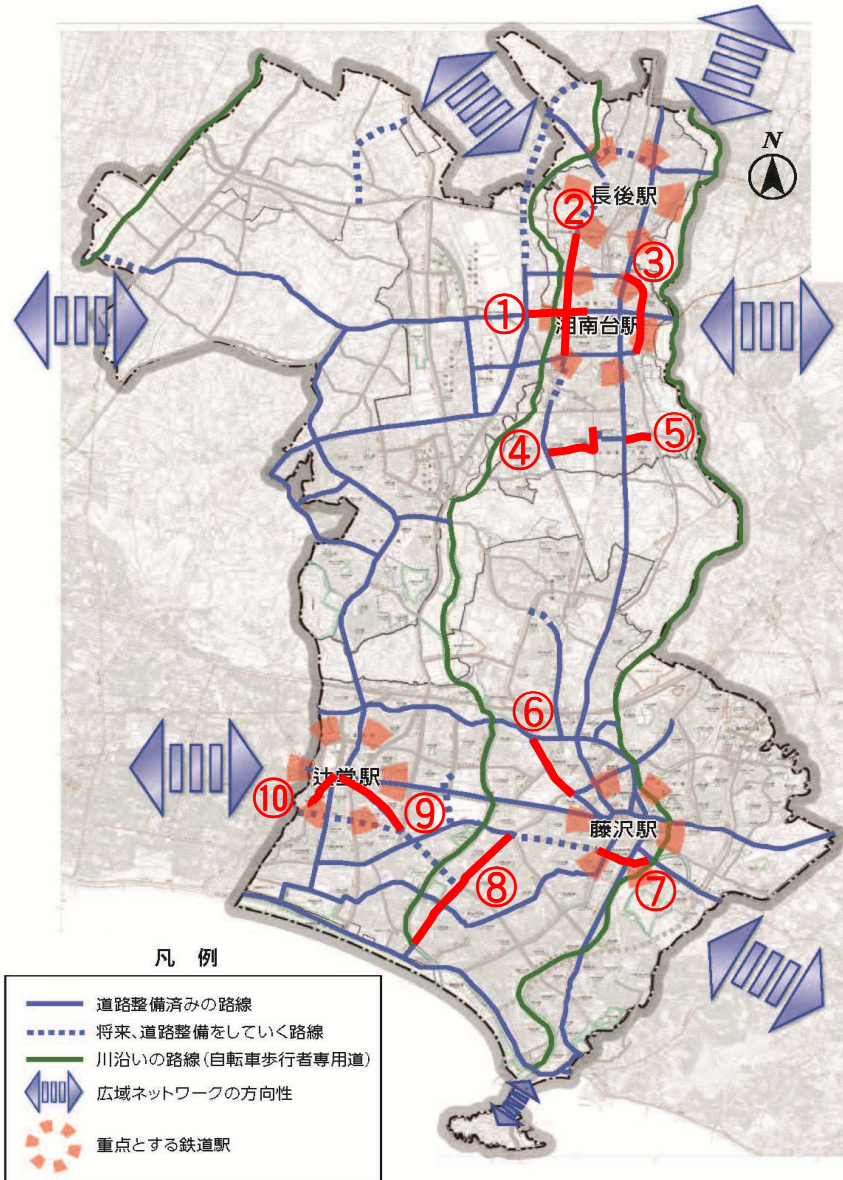 N
長後駅
②
③
①
湘南台駅
④
⑤
⑥
辻堂駅
⑩
⑨
藤沢駅
⑧
⑦
凡 例
道路整備済みの路線
将来、道路整備をしていく路線
川沿いの路線(自転車歩行者専用道)
広域ネットワークの方向性
重点とする鉄道駅